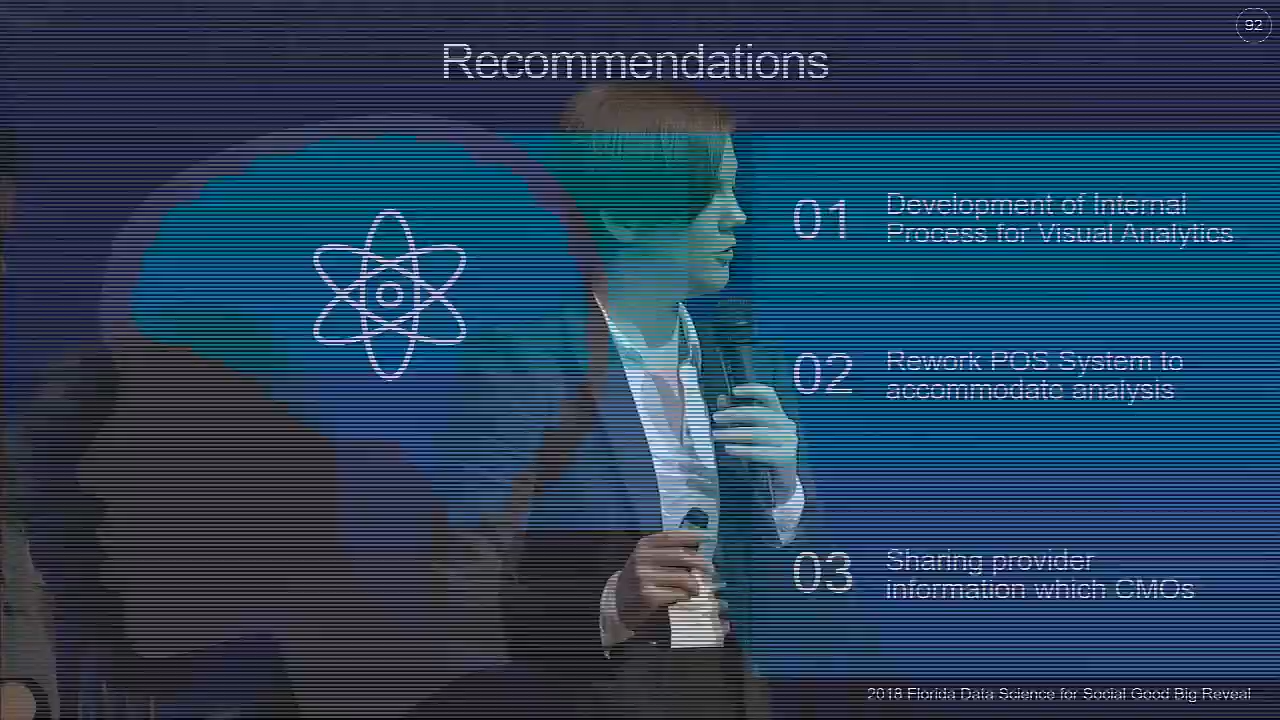 92
Recommendations
01
Development of Internal
Process for Visual Analytics
02
Rework POS System to
accommodate analysis
03
Sharing provider
information which CMOs
2018 Florida Data Science for Social Good Big Reveal